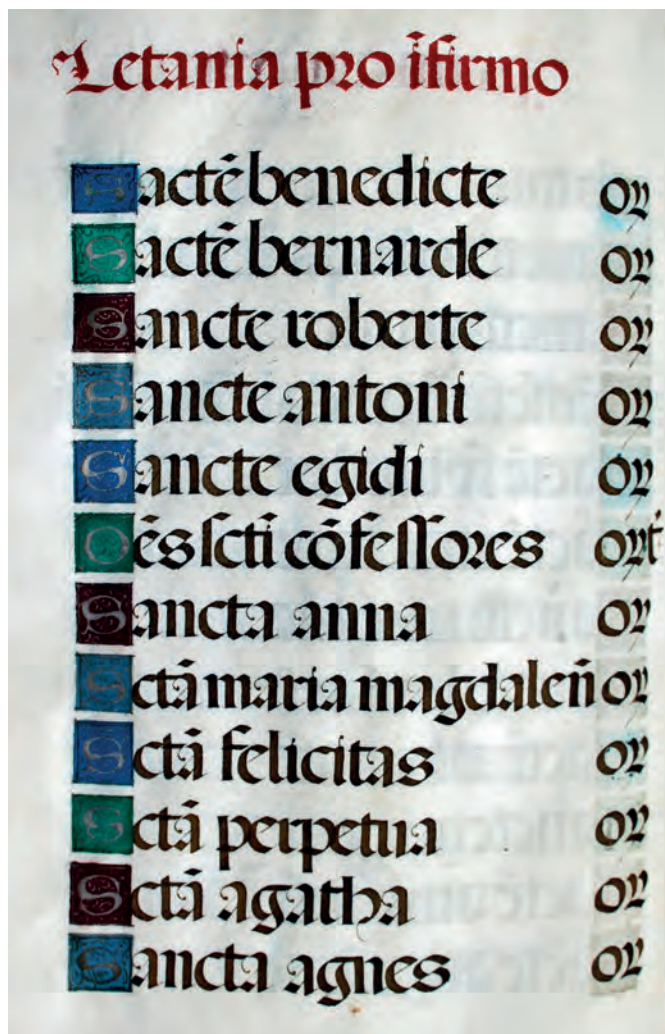 Letania pro īfirmo
Sactē benedicte or
Sactē bernarde or
Sancte roberte or
Sancte antoni or
Sancte egidi or
Oēs sctī cōfessores ort
Sancta anna or
Sctā maria magdaleñ or
Sctā felicitas or
Sctā perpetua or
Sctā agatha or
Sancta agnes or